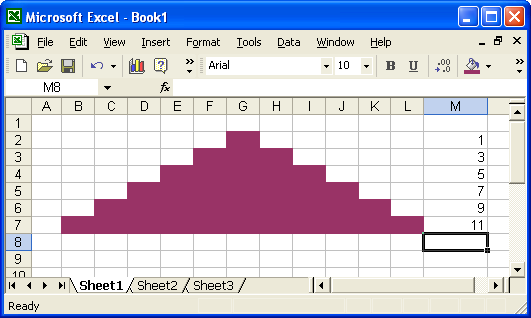 Microsoft Excel - Book1
File Edit View Insert Format Tools Data Window Help
Arial 10 B U
M8 fx
A B C D E F G H I J K L M
1
2 1
3 3
4 5
5 7
6 9
7 11
8
9
10
Sheet1 Sheet2 Sheet3
Ready